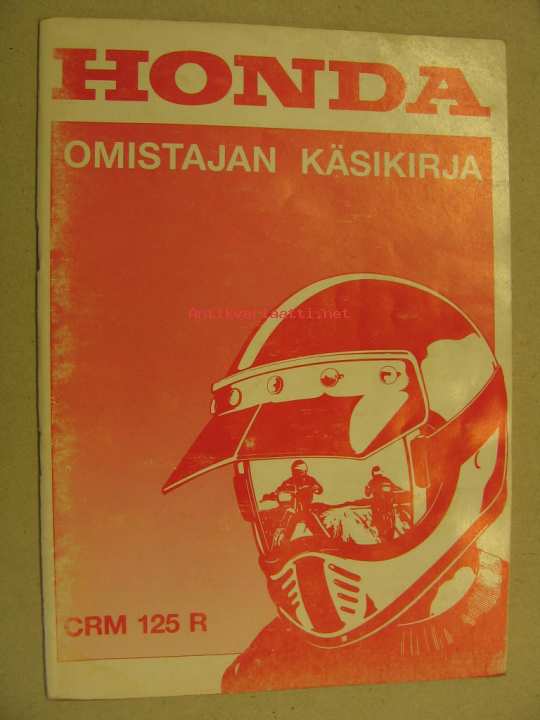 HONDA
OMISTAJAN KÄSIKIRJA
Antikvariaatti.net
CRM 125 R